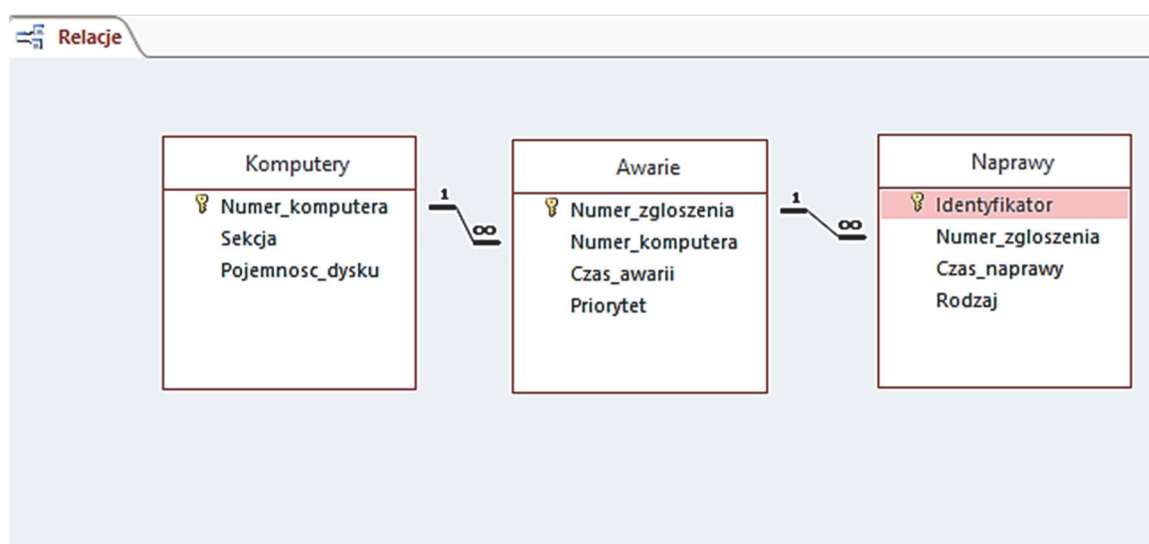 Relacje
Komputery
Numer_komputera
Sekcja
Pojemnosc_dysku
1
∞
Awarie
Numer_zgloszenia
Numer_komputera
Czas_awarii
Priorytet
1
∞
Naprawy
Identyfikator
Numer_zgloszenia
Czas_naprawy
Rodzaj